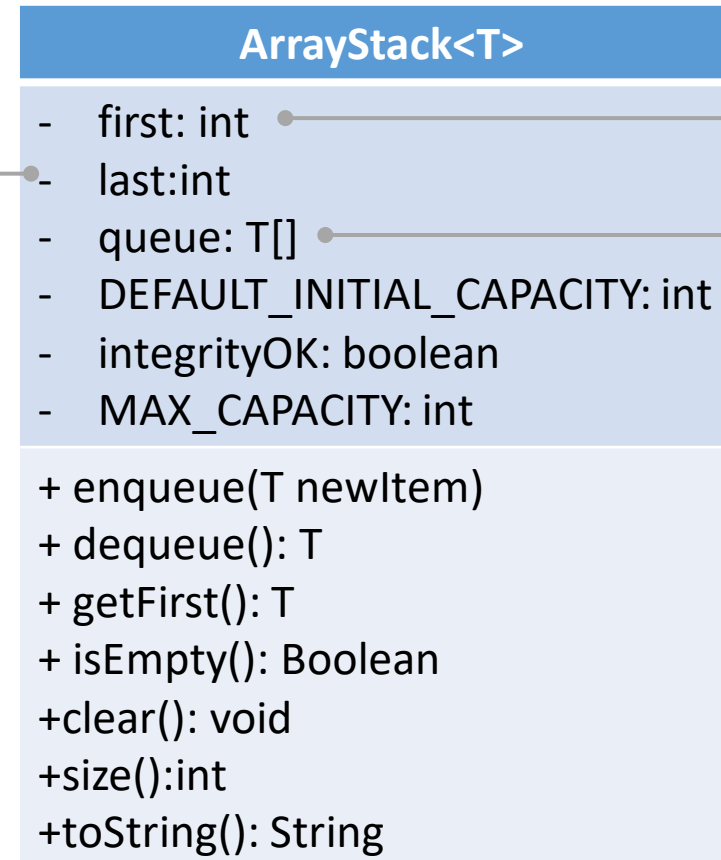 ArrayStack<T>
- first: int
- last:int
- queue: T[]
- DEFAULT_INITIAL_CAPACITY: int
- integrityOK: boolean
- MAX_CAPACITY: int
+ enqueue(T newItem)
+ dequeue(): T
+ getFirst(): T
+ isEmpty(): Boolean
+clear(): void
+size():int
+toString(): String